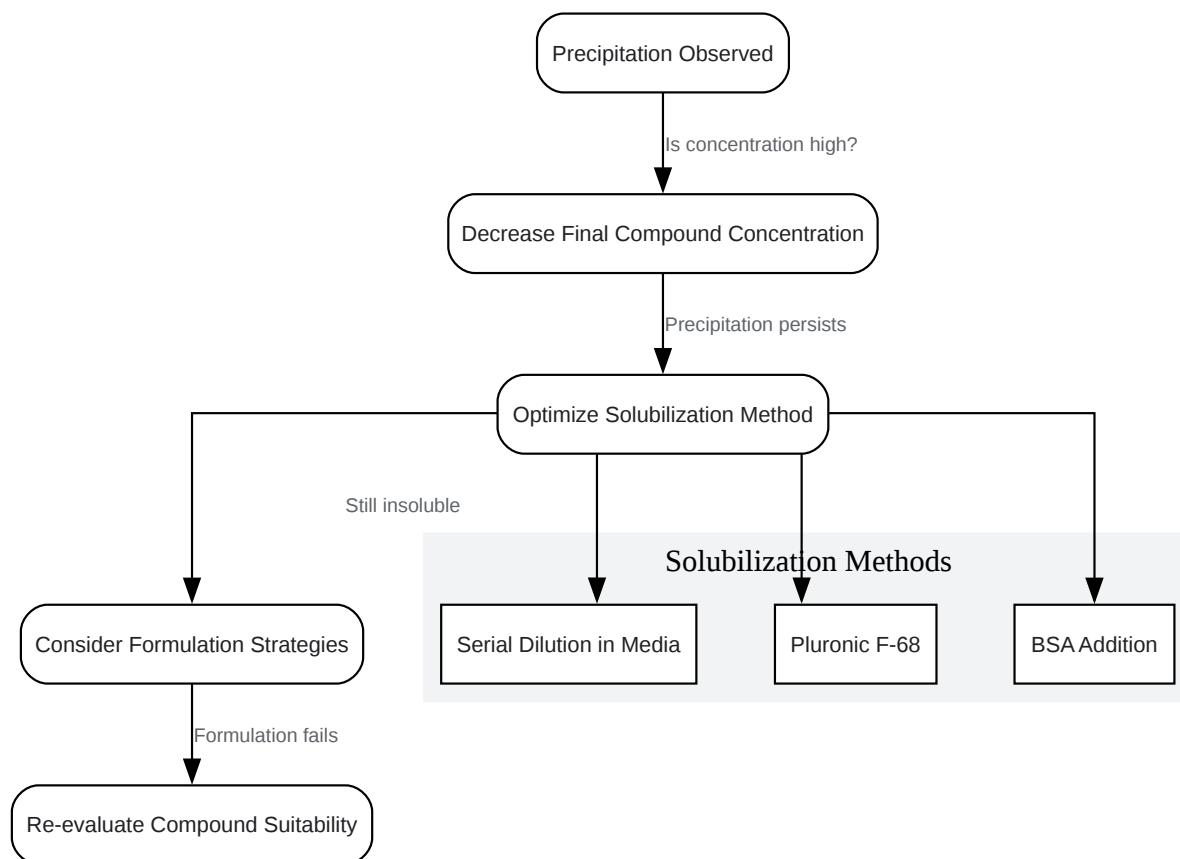 Precipitation Observed
Is concentration high?
Decrease Final Compound Concentration
Precipitation persists
Optimize Solubilization Method
Still insoluble
Solubilization Methods
Consider Formulation Strategies
Serial Dilution in Media
Pluronic F-68
BSA Addition
Formulation fails
Re-evaluate Compound Suitability